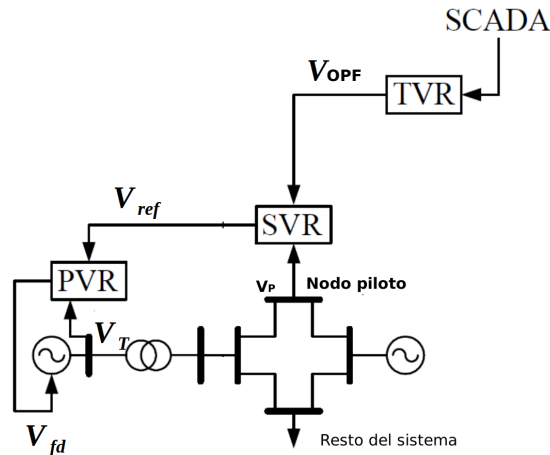 SCADA
VOPF
TVR
Vref
SVR
PVR
VP Nodo piloto
VT
Vfd
Resto del sistema